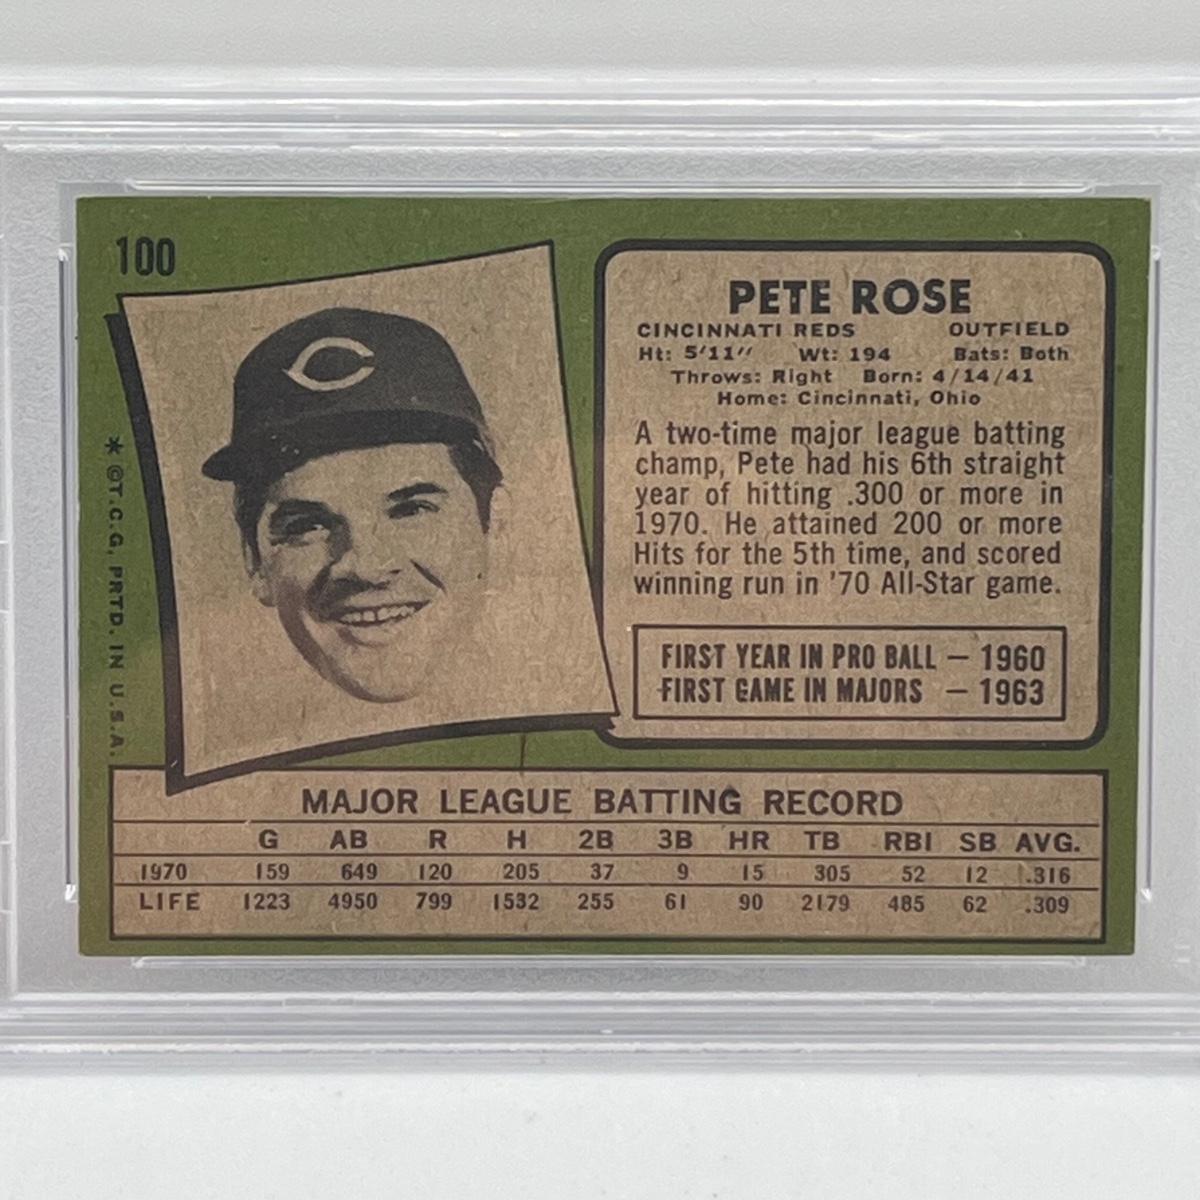 100
PETE ROSE
CINCINNATI REDS OUTFIELD
Ht: 5'11" Wt: 194 Bats: Both
Throws: Right Born: 4/14/41
Home: Cincinnati, Ohio
A two-time major league batting
champ, Pete had his 6th straight
year of hitting .300 or more in
1970. He attained 200 or more
Hits for the 5th time, and scored
winning run in '70 All-Star game.
FIRST YEAR IN PRO BALL — 1960
FIRST GAME IN MAJORS — 1963
* ©T.C.G. PRTD. IN U.S.A.
MAJOR LEAGUE BATTING RECORD
G AB R H 2B 3B HR TB RBI SB AVG.
1970 159 649 120 205 37 9 15 305 52 12 .316
LIFE 1223 4950 799 1532 255 61 90 2179 485 62 .309